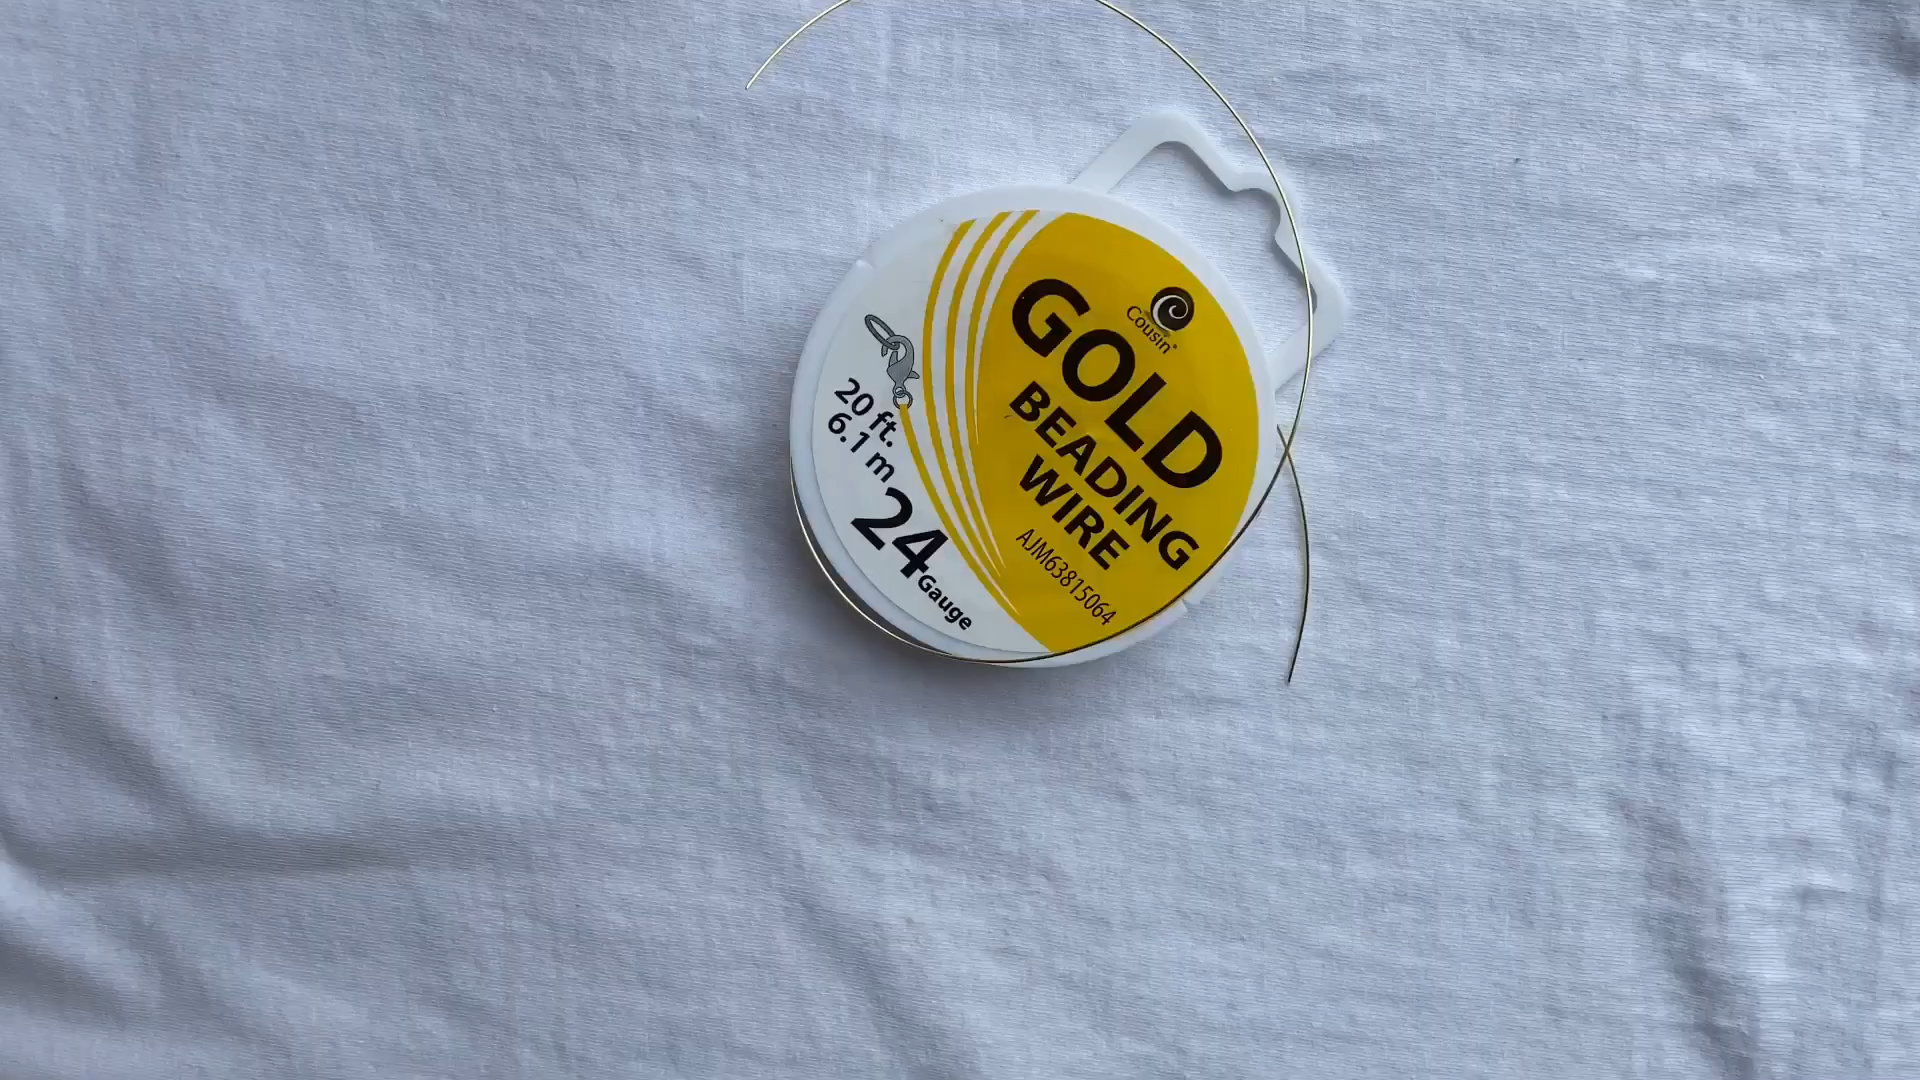 Cousin®
GOLD
BEADING
WIRE
AJM63815064
20 ft.
6.1 m
24 Gauge